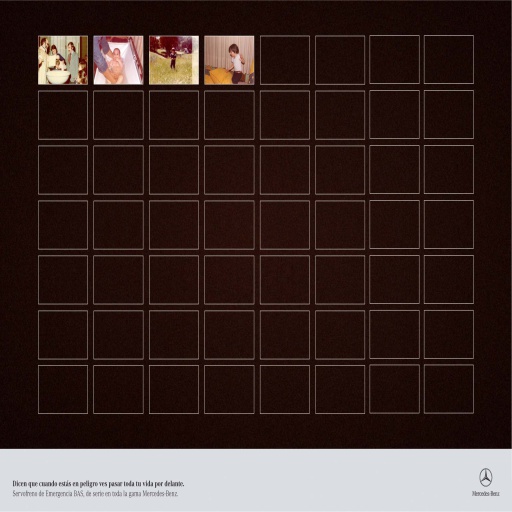 Dicen que cuando estás en peligro ves pasar toda tu vida por delante.
Servofreno de Emergencia BAS, de serie en toda la gama Mercedes-Benz.
Mercedes-Benz